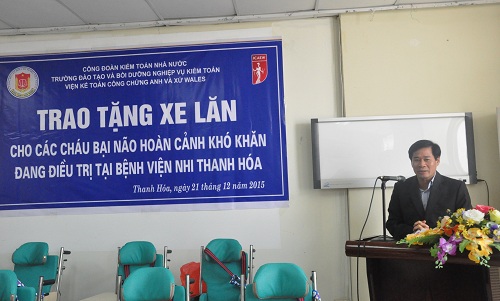 CÔNG ĐOÀN KIỂM TOÁN NHÀ NƯỚC
TRƯỜNG ĐÀO TẠO VÀ BỒI DƯỠNG NGHIỆP VỤ KIỂM TOÁN
VIỆN KẾ TOÁN CÔNG CHỨNG ANH VÀ XỨ WALES
ICAEW
TRAO TẶNG XE LĂN
CHO CÁC CHÁU BẠI NÃO HOÀN CẢNH KHÓ KHĂN
ĐANG ĐIỀU TRỊ TẠI BỆNH VIỆN NHI THANH HÓA
Thanh Hóa, ngày 21 tháng 12 năm 2015